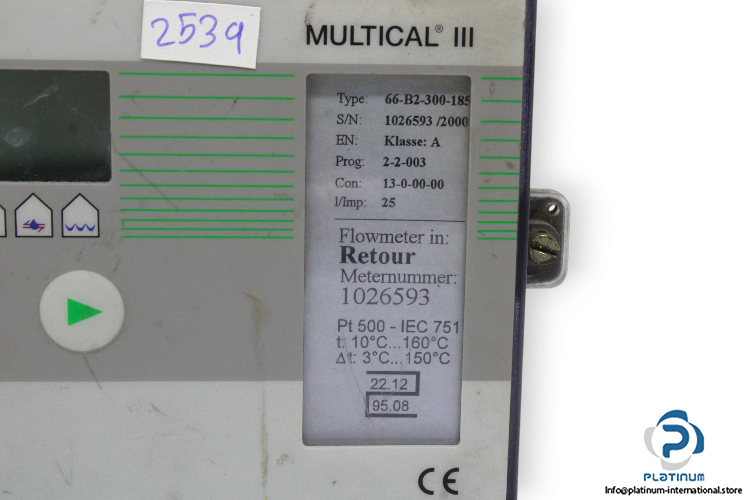 2539
MULTICAL® III
Type: 66-B2-300-185
S/N: 1026593 /2000
EN: Klasse: A
Prog: 2-2-003
Con: 13-0-00-00
l/Imp: 25
Flowmeter in:
Retour
Meternummer:
1026593
Pt 500 - IEC 751
t: 10°C...160°C
Δt: 3°C...150°C
22.12
95.08
CE
PLATINUM
Info@platinum-international.store